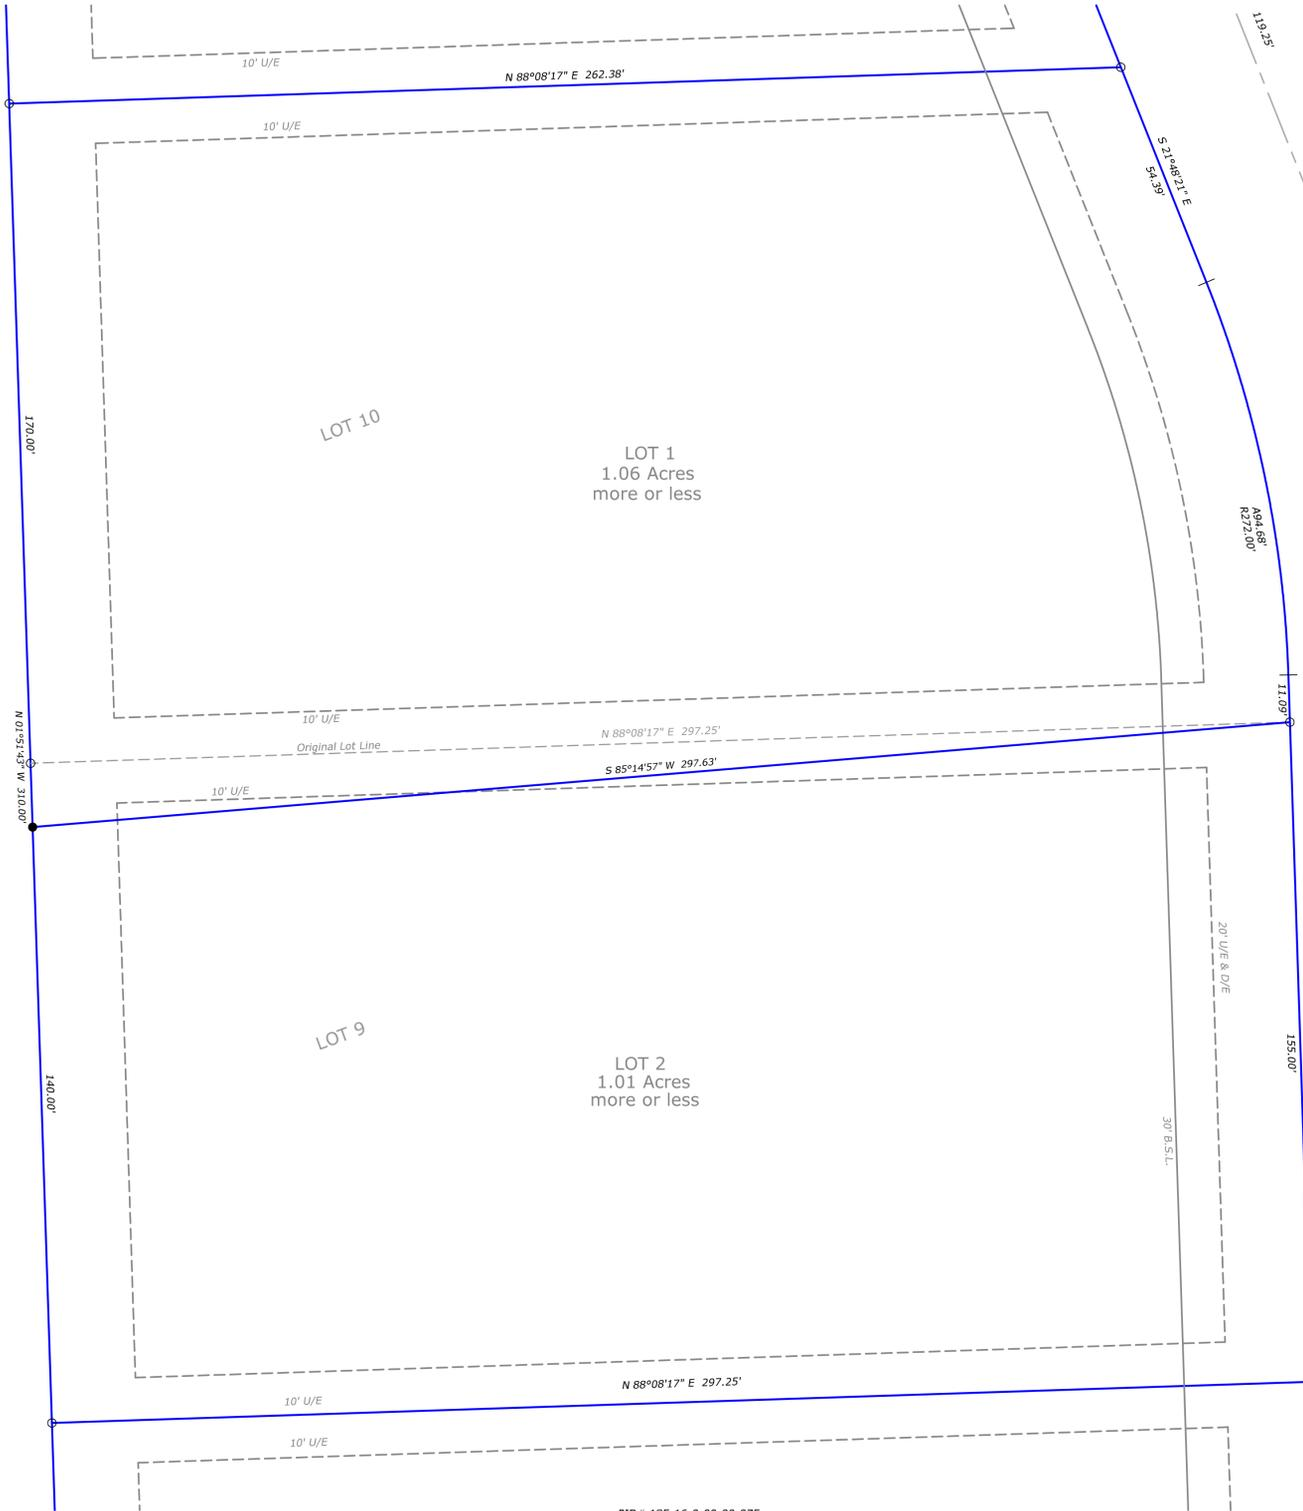 119.25'
10' U/E
N 88°08'17" E  262.38'
10' U/E
S 21°48'21" E
54.39'
170.00'
LOT 10
LOT 1
1.06 Acres
more or less
A94.68'
R272.00'
11.09'
10' U/E
N 88°08'17" E  297.25'
Original Lot Line
N 01°51'43" W  310.00'
S 85°14'57" W  297.63'
10' U/E
20' U/E & D/E
LOT 9
LOT 2
1.01 Acres
more or less
155.00'
140.00'
30' B.S.L.
N 88°08'17" E  297.25'
10' U/E
10' U/E